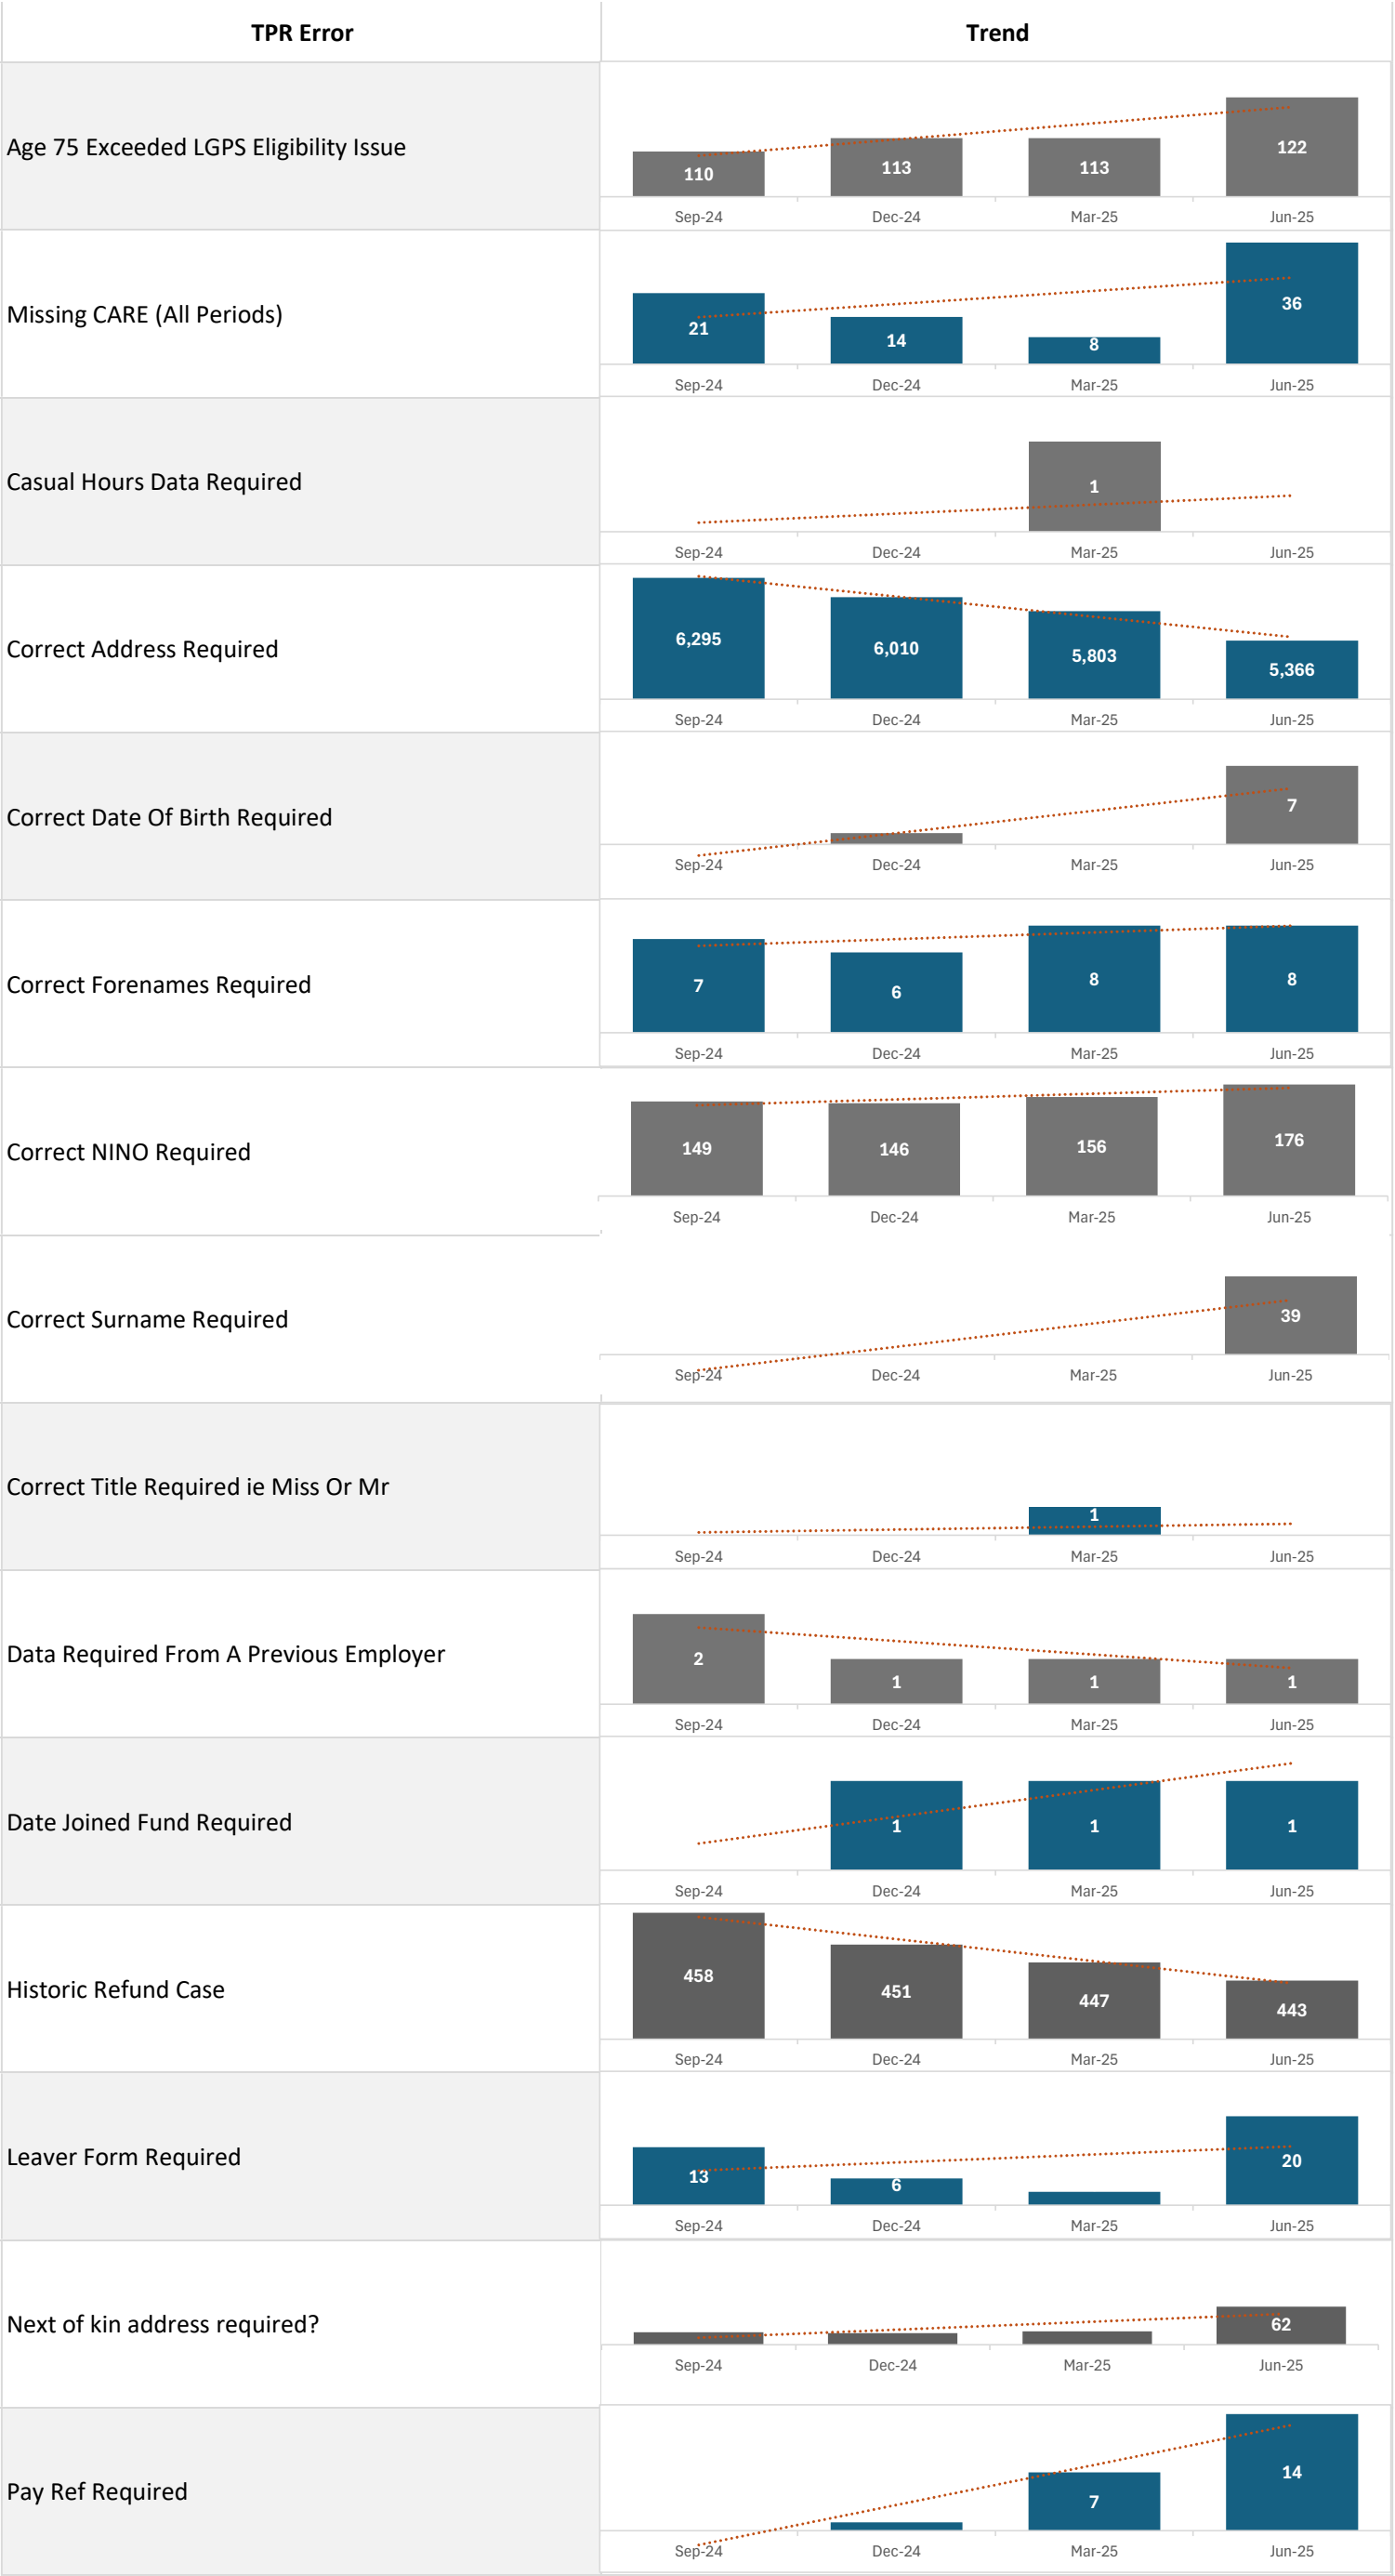 TPR Error Trend
Age 75 Exceeded LGPS Eligibility Issue
110 113 113 122
Sep-24 Dec-24 Mar-25 Jun-25
Missing CARE (All Periods)
21 14 8 36
Sep-24 Dec-24 Mar-25 Jun-25
Casual Hours Data Required
1
Sep-24 Dec-24 Mar-25 Jun-25
Correct Address Required
6,295 6,010 5,803 5,366
Sep-24 Dec-24 Mar-25 Jun-25
Correct Date Of Birth Required
7
Sep-24 Dec-24 Mar-25 Jun-25
Correct Forenames Required
7 6 8 8
Sep-24 Dec-24 Mar-25 Jun-25
Correct NINO Required
149 146 156 176
Sep-24 Dec-24 Mar-25 Jun-25
Correct Surname Required
39
Sep-24 Dec-24 Mar-25 Jun-25
Correct Title Required ie Miss Or Mr
1
Sep-24 Dec-24 Mar-25 Jun-25
Data Required From A Previous Employer
2 1 1 1
Sep-24 Dec-24 Mar-25 Jun-25
Date Joined Fund Required
1 1 1
Sep-24 Dec-24 Mar-25 Jun-25
Historic Refund Case
458 451 447 443
Sep-24 Dec-24 Mar-25 Jun-25
Leaver Form Required
13 6 20
Sep-24 Dec-24 Mar-25 Jun-25
Next of kin address required?
62
Sep-24 Dec-24 Mar-25 Jun-25
Pay Ref Required
7 14
Sep-24 Dec-24 Mar-25 Jun-25